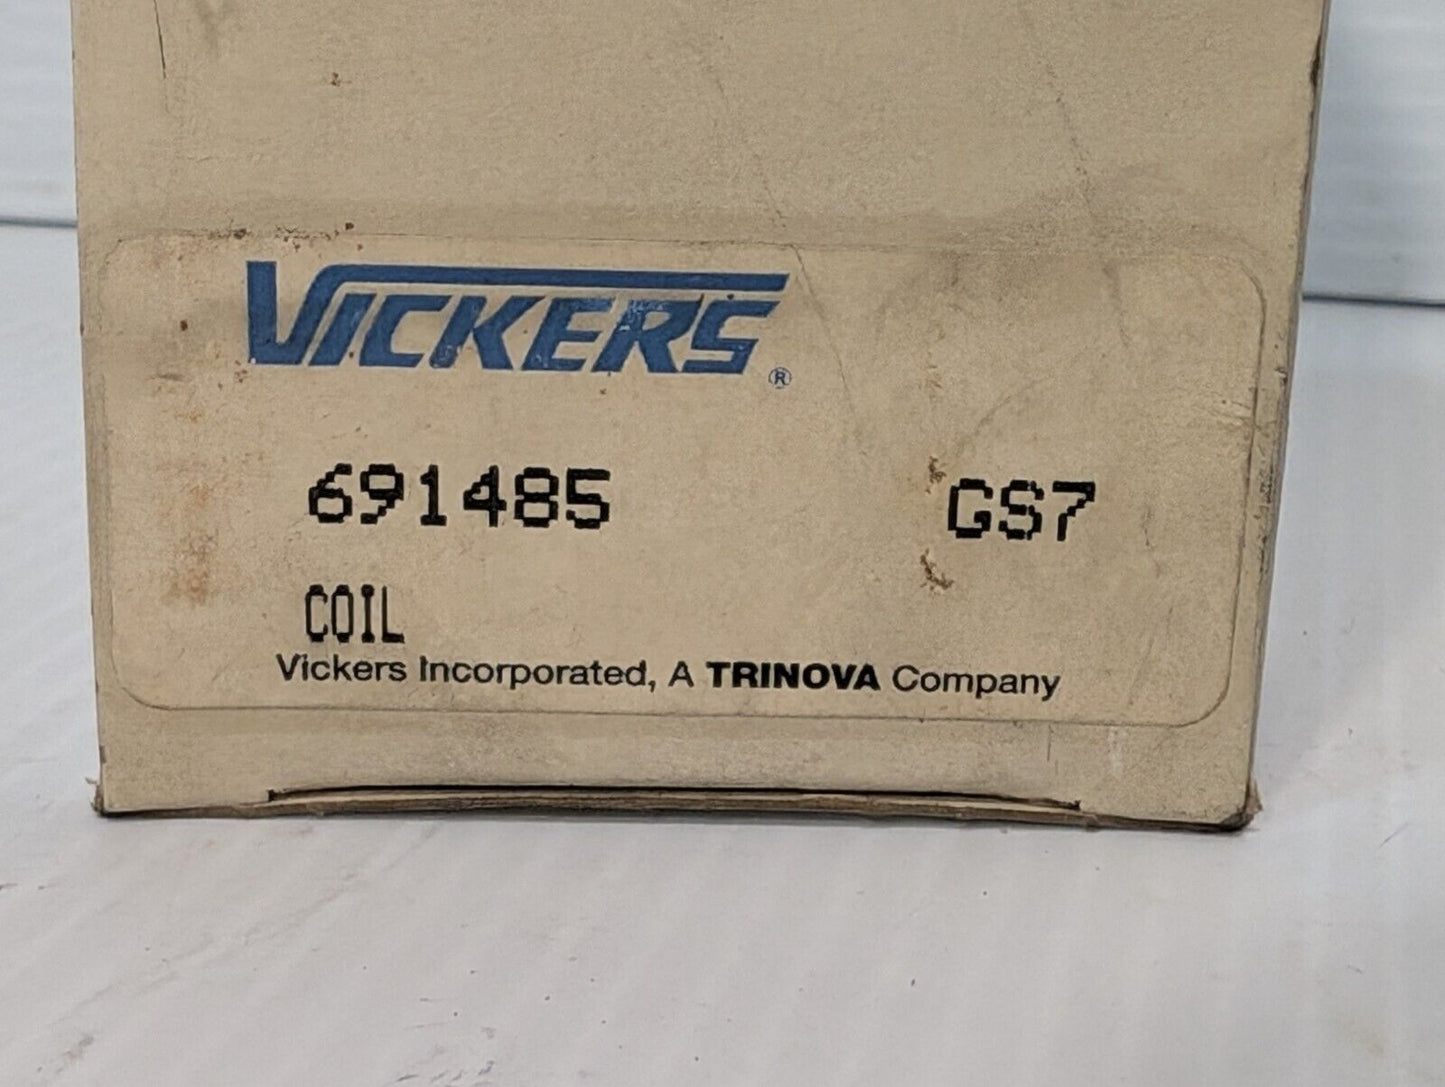 VICKERS®
691485 GS7
COIL
Vickers Incorporated, A TRINOVA Company